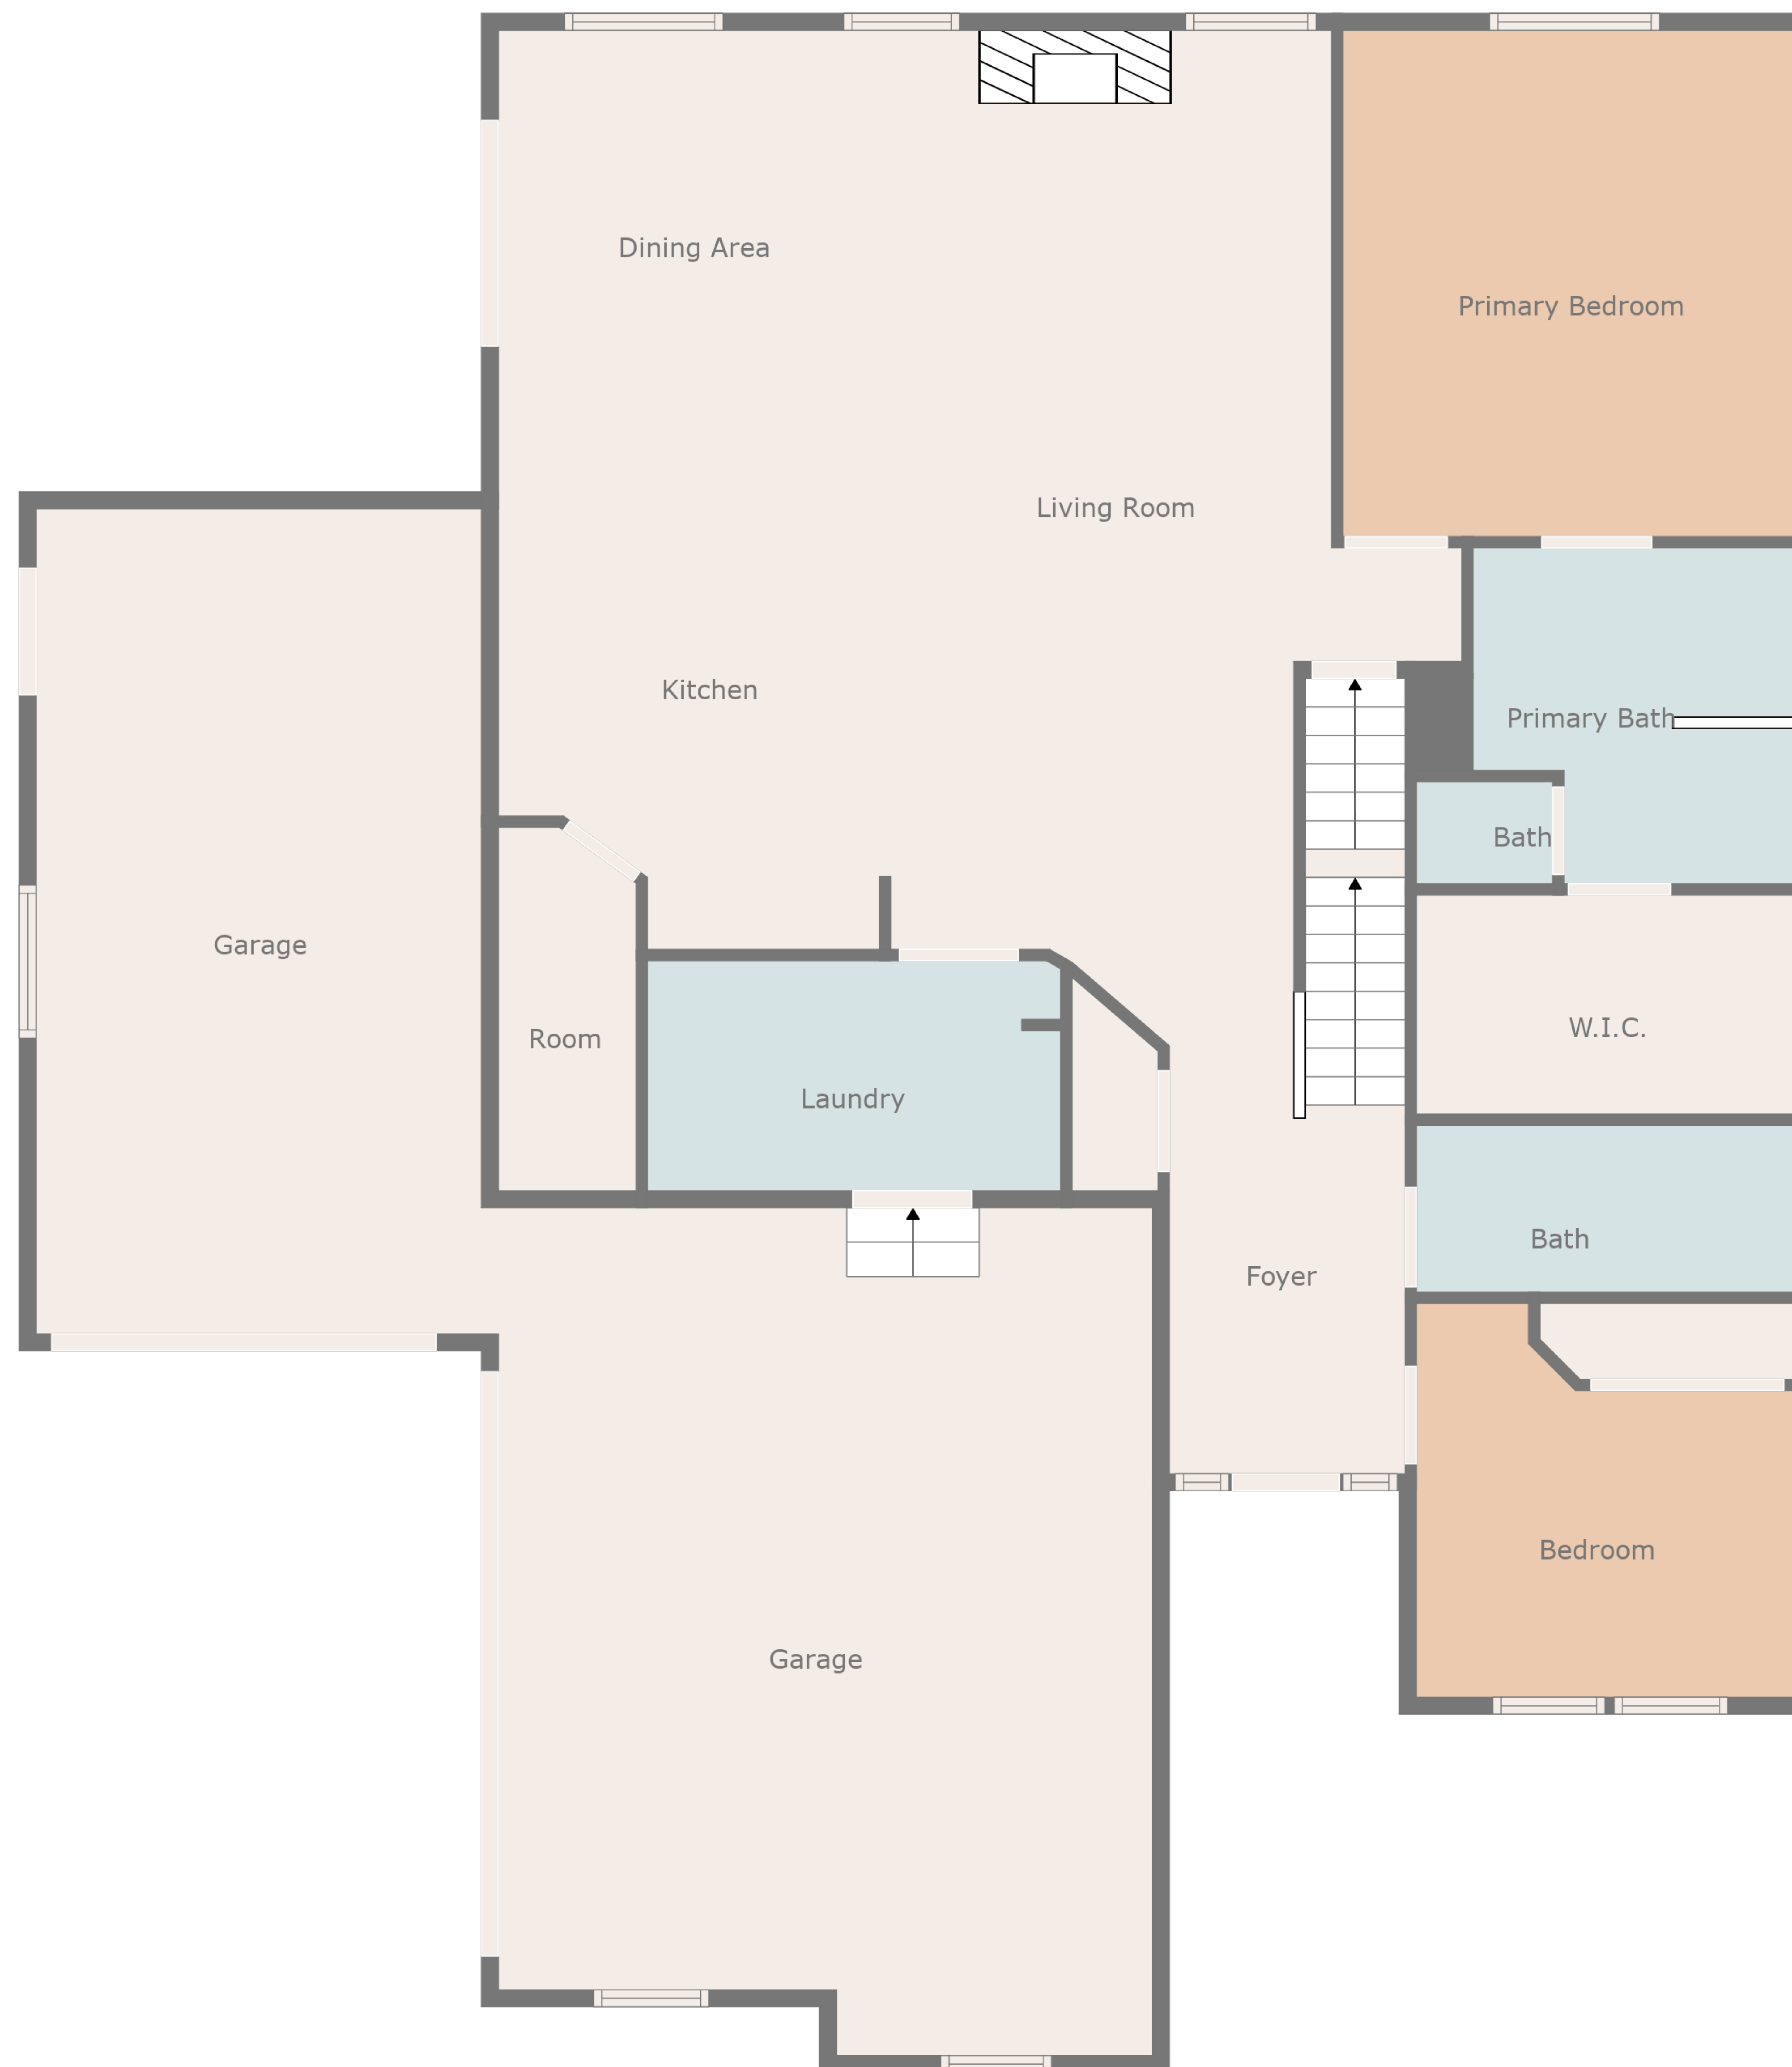 Dining Area
Primary Bedroom
Living Room
Kitchen
Primary Bath
Bath
Garage
W.I.C.
Room
Laundry
Bath
Foyer
Bedroom
Garage